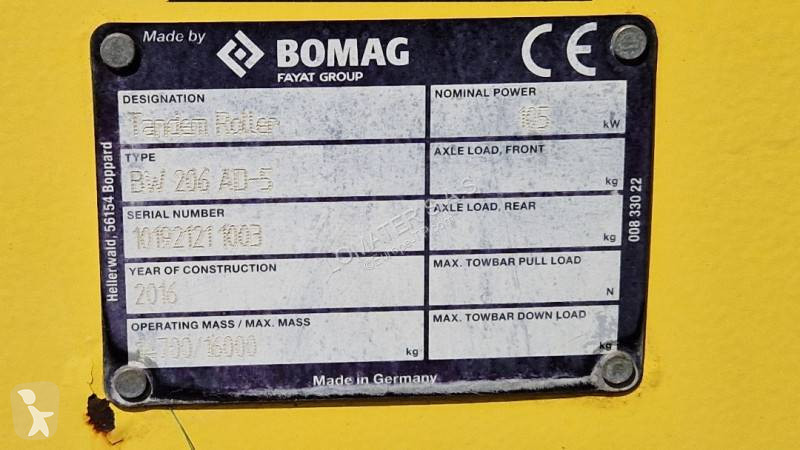 Made by BOMAG CE
FAYAT GROUP
DESIGNATION
Tandem Roller
NOMINAL POWER
kW
TYPE
BW 206 AD-5
AXLE LOAD, FRONT
kg
SERIAL NUMBER
10192121 1003
AXLE LOAD, REAR
kg
YEAR OF CONSTRUCTION
2016
MAX. TOWBAR PULL LOAD
N
OPERATING MASS / MAX. MASS
/16000 kg
MAX. TOWBAR DOWN LOAD
kg
Made in Germany
Hellerwald, 56154 Boppard
008 330 22